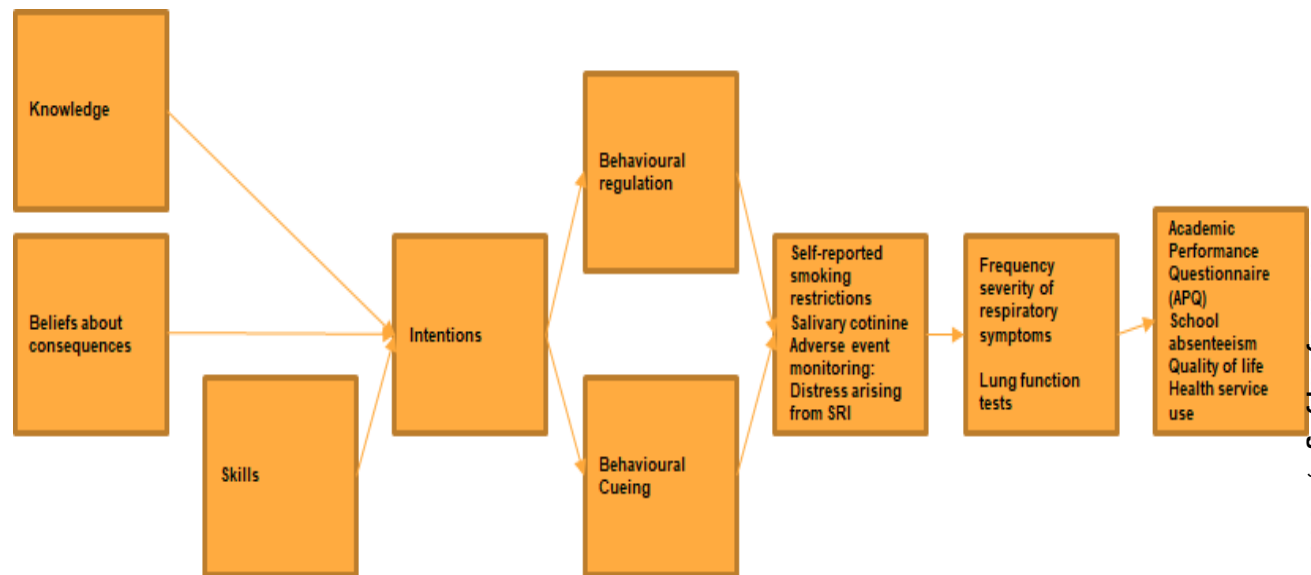 Knowledge
Beliefs about
consequences
Skills
Intentions
Behavioural
regulation
Behavioural
Cueing
Self-reported
smoking
restrictions
Salivary cotinine
Adverse event
monitoring:
Distress arising
from SRI
Frequency
severity of
respiratory
symptoms
Lung function
tests
Academic
Performance
Questionnaire
(APQ)
School
absenteeism
Quality of life
Health service
use